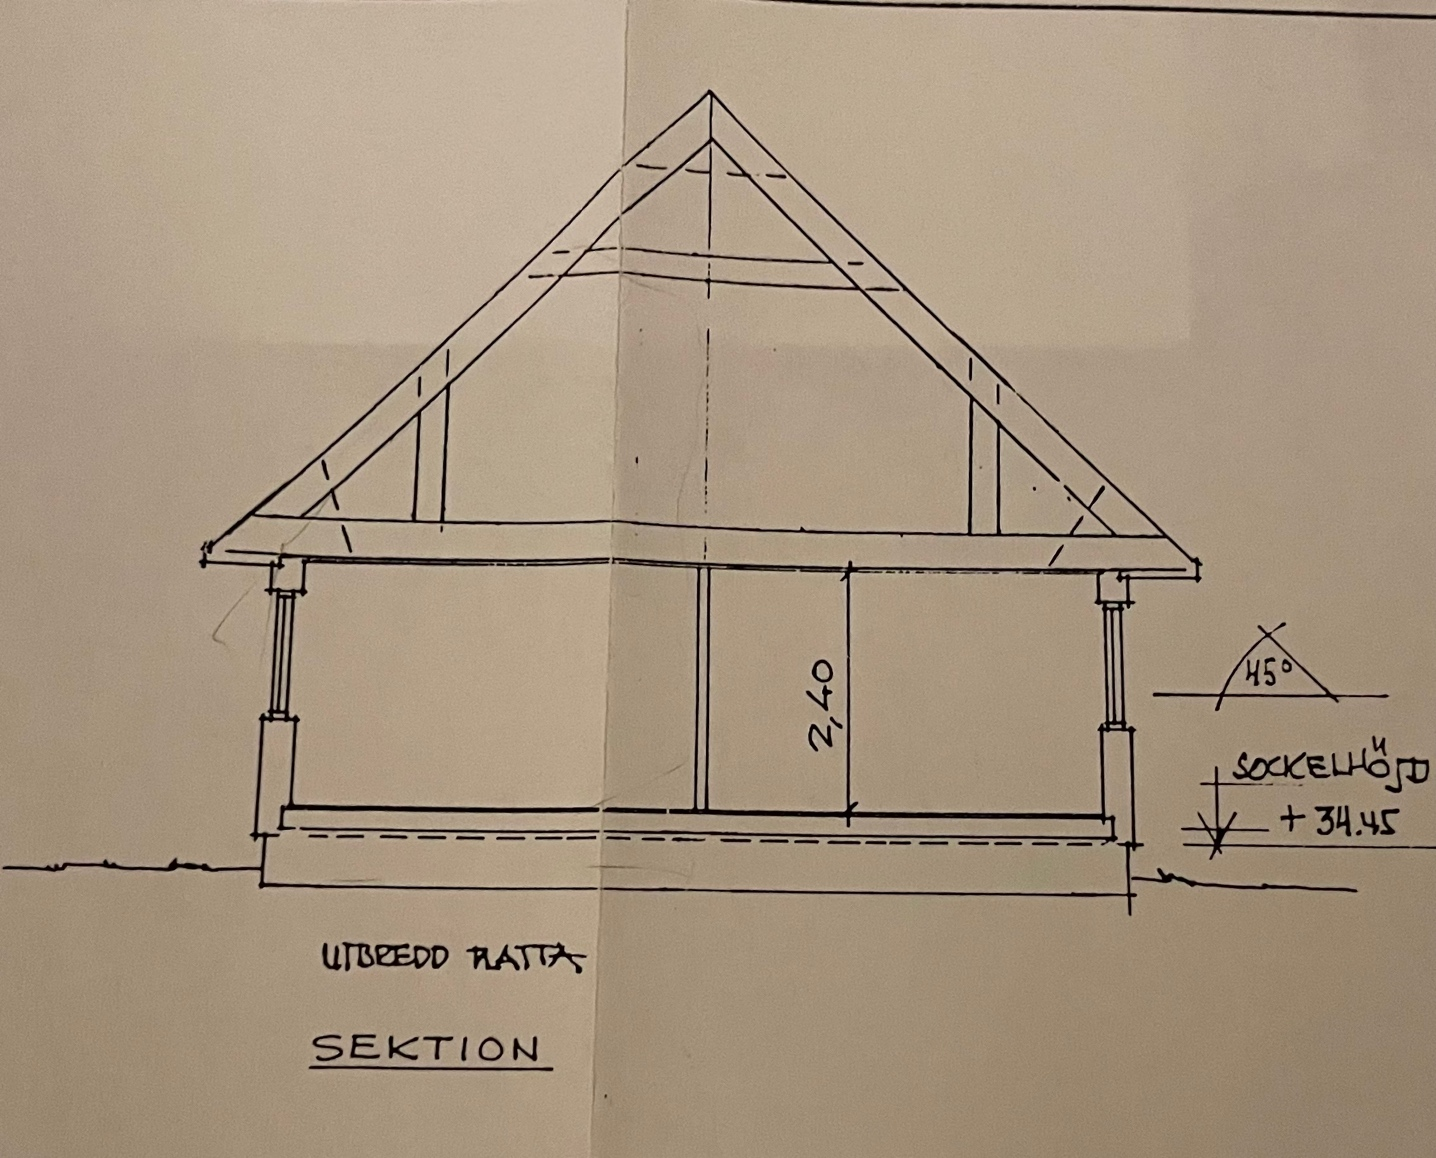 2,40
45°
SOCKELHÖJD
+ 34.45
UTBREDD PLATTA
SEKTION